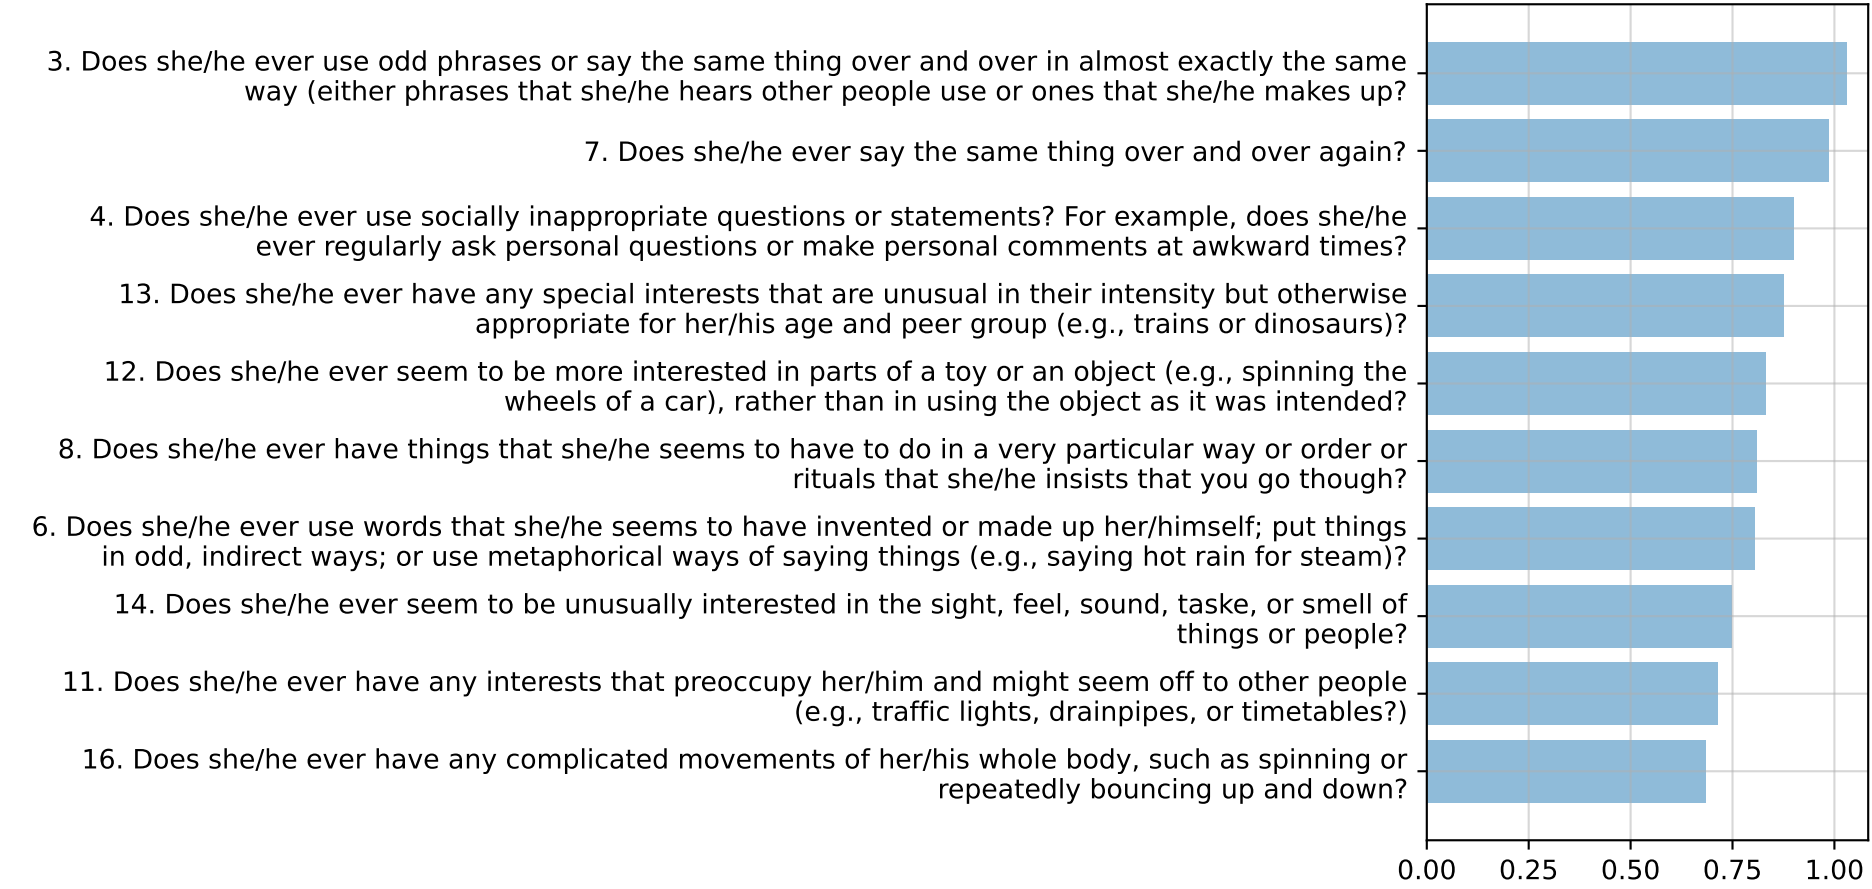 3. Does she/he ever use odd phrases or say the same thing over and over in almost exactly the same
way (either phrases that she/he hears other people use or ones that she/he makes up?
7. Does she/he ever say the same thing over and over again?
4. Does she/he ever use socially inappropriate questions or statements? For example, does she/he
ever regularly ask personal questions or make personal comments at awkward times?
13. Does she/he ever have any special interests that are unusual in their intensity but otherwise
appropriate for her/his age and peer group (e.g., trains or dinosaurs)?
12. Does she/he ever seem to be more interested in parts of a toy or an object (e.g., spinning the
wheels of a car), rather than in using the object as it was intended?
8. Does she/he ever have things that she/he seems to have to do in a very particular way or order or
rituals that she/he insists that you go though?
6. Does she/he ever use words that she/he seems to have invented or made up her/himself; put things
in odd, indirect ways; or use metaphorical ways of saying things (e.g., saying hot rain for steam)?
14. Does she/he ever seem to be unusually interested in the sight, feel, sound, taske, or smell of
things or people?
11. Does she/he ever have any interests that preoccupy her/him and might seem off to other people
(e.g., traffic lights, drainpipes, or timetables?)
16. Does she/he ever have any complicated movements of her/his whole body, such as spinning or
repeatedly bouncing up and down?
0.00 0.25 0.50 0.75 1.00